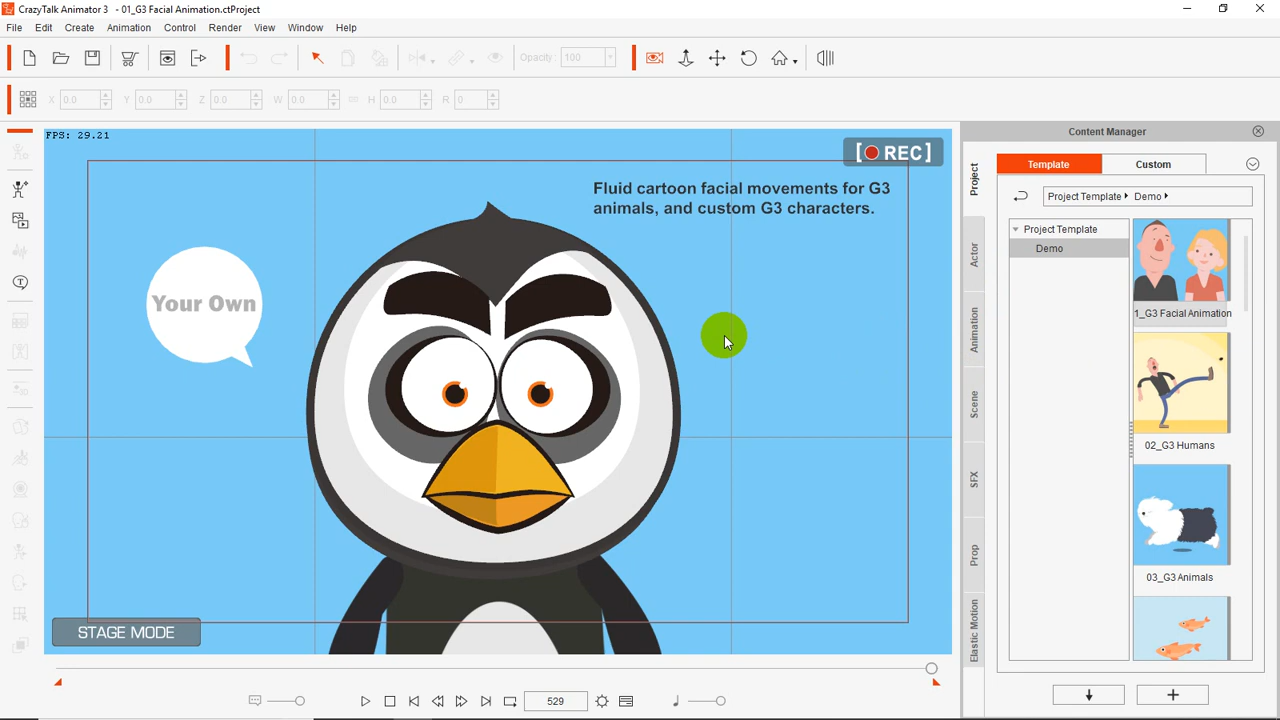 CrazyTalk Animator 3 - 01_G3 Facial Animation.ctProject
File Edit Create Animation Control Render View Window Help
Opacity : 100
X 0.0 Y 0.0 Z 0.0 W 0.0 H 0.0 R 0
FPS: 29.21
[ REC ]
Fluid cartoon facial movements for G3
animals, and custom G3 characters.
Your Own
STAGE MODE
529
Content Manager
Template Custom
Project Template Demo
Project Template
Demo
1_G3 Facial Animation
02_G3 Humans
03_G3 Animals
Project
Actor
Animation
Scene
SFX
Prop
Elastic Motion